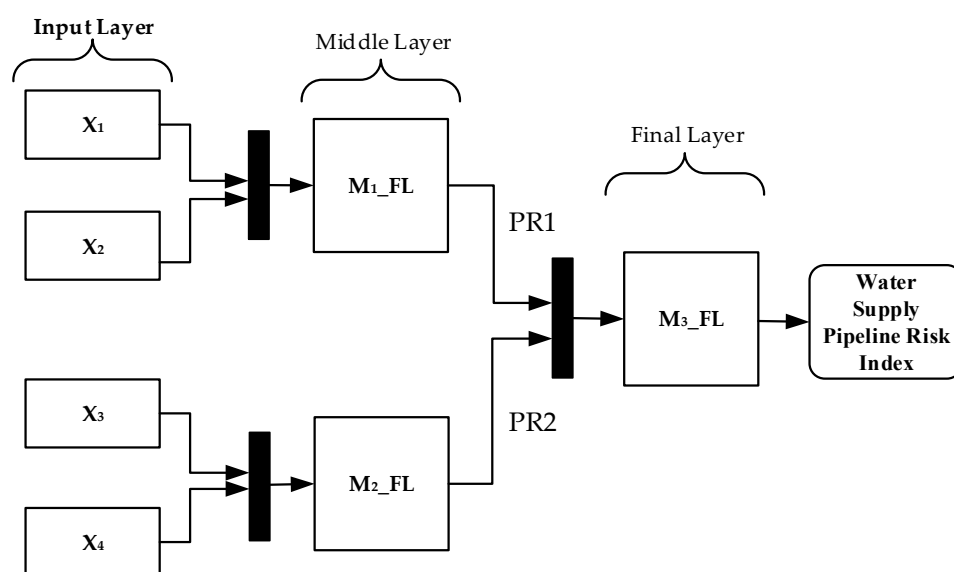 Input Layer
Middle Layer
Final Layer
X1
X2
M1_FL
PR1
M3_FL
Water
Supply
Pipeline Risk
Index
X3
X4
M2_FL
PR2